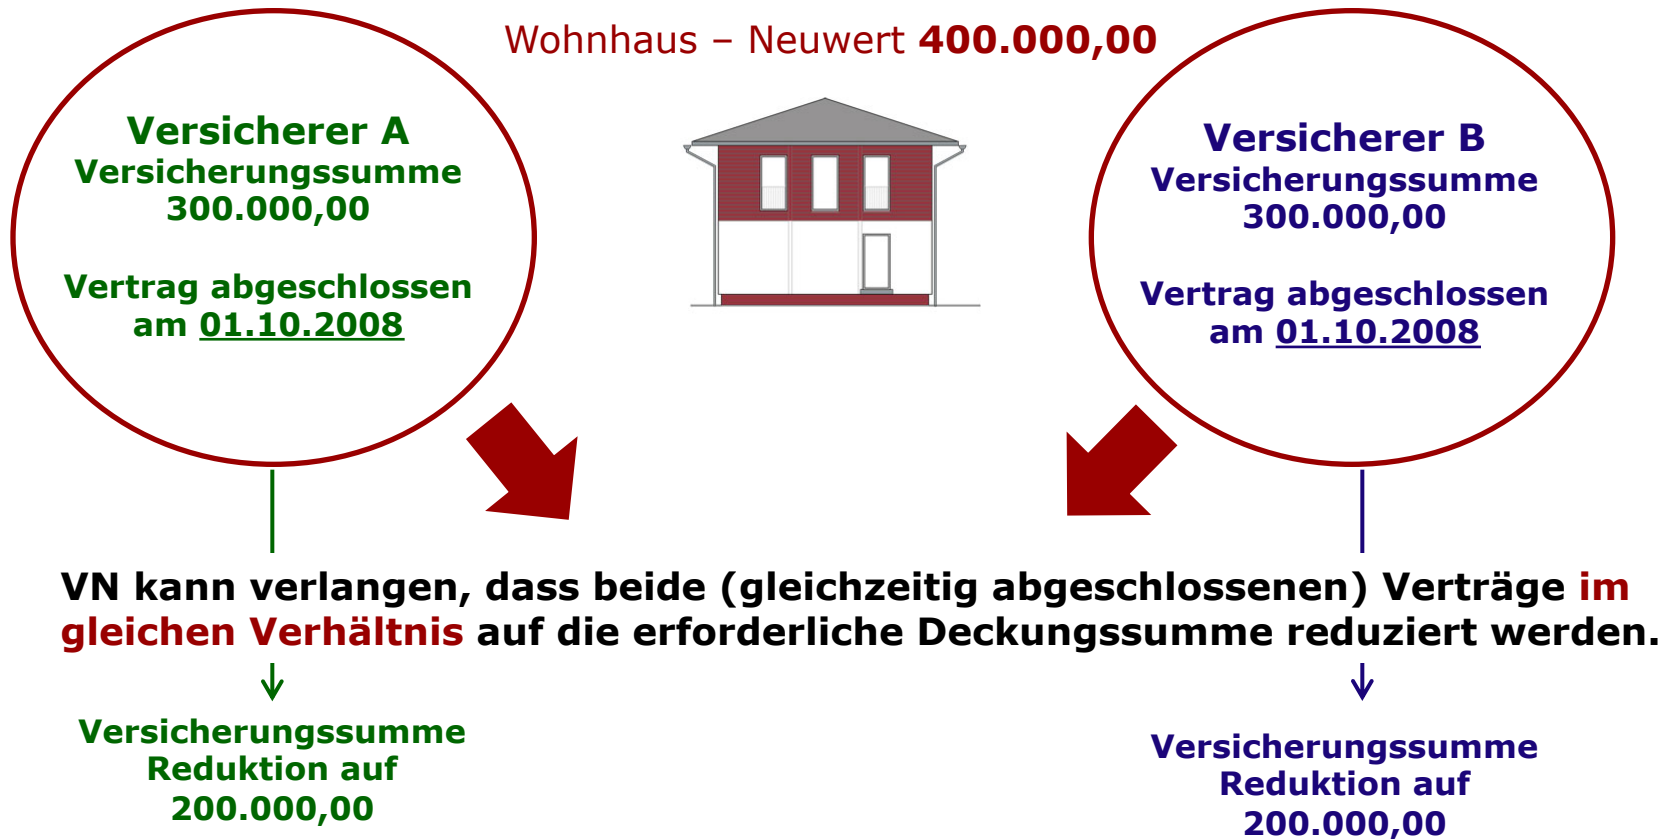 Wohnhaus – Neuwert 400.000,00
Versicherer A
Versicherungssumme
300.000,00
Vertrag abgeschlossen
am 01.10.2008
Versicherer B
Versicherungssumme
300.000,00
Vertrag abgeschlossen
am 01.10.2008
VN kann verlangen, dass beide (gleichzeitig abgeschlossenen) Verträge im
gleichen Verhältnis auf die erforderliche Deckungssumme reduziert werden.
Versicherungssumme
Reduktion auf
200.000,00
Versicherungssumme
Reduktion auf
200.000,00